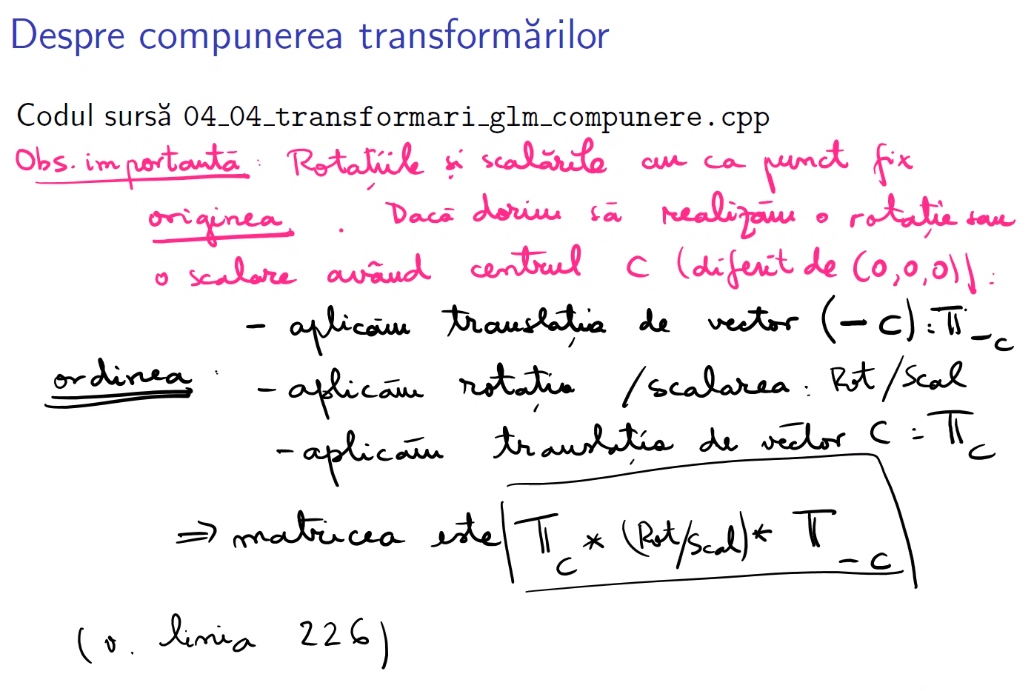 Despre compunerea transformărilor
Codul sursă 04_04_transformari_glm_compunere.cpp
Obs. importantă: Rotațiile și scalările au ca punct fix
originea. Dacă dorim să realizăm o rotație sau
o scalare având centrul C (diferit de (0,0,0)):
- aplicăm translația de vector (-C): T_-C
ordinea: - aplicăm rotația /scalarea: Rot/Scal
- aplicăm translația de vector C : T_C
⇒ matricea este T_C * (Rot/Scal) * T_-C
(v. linia 226)